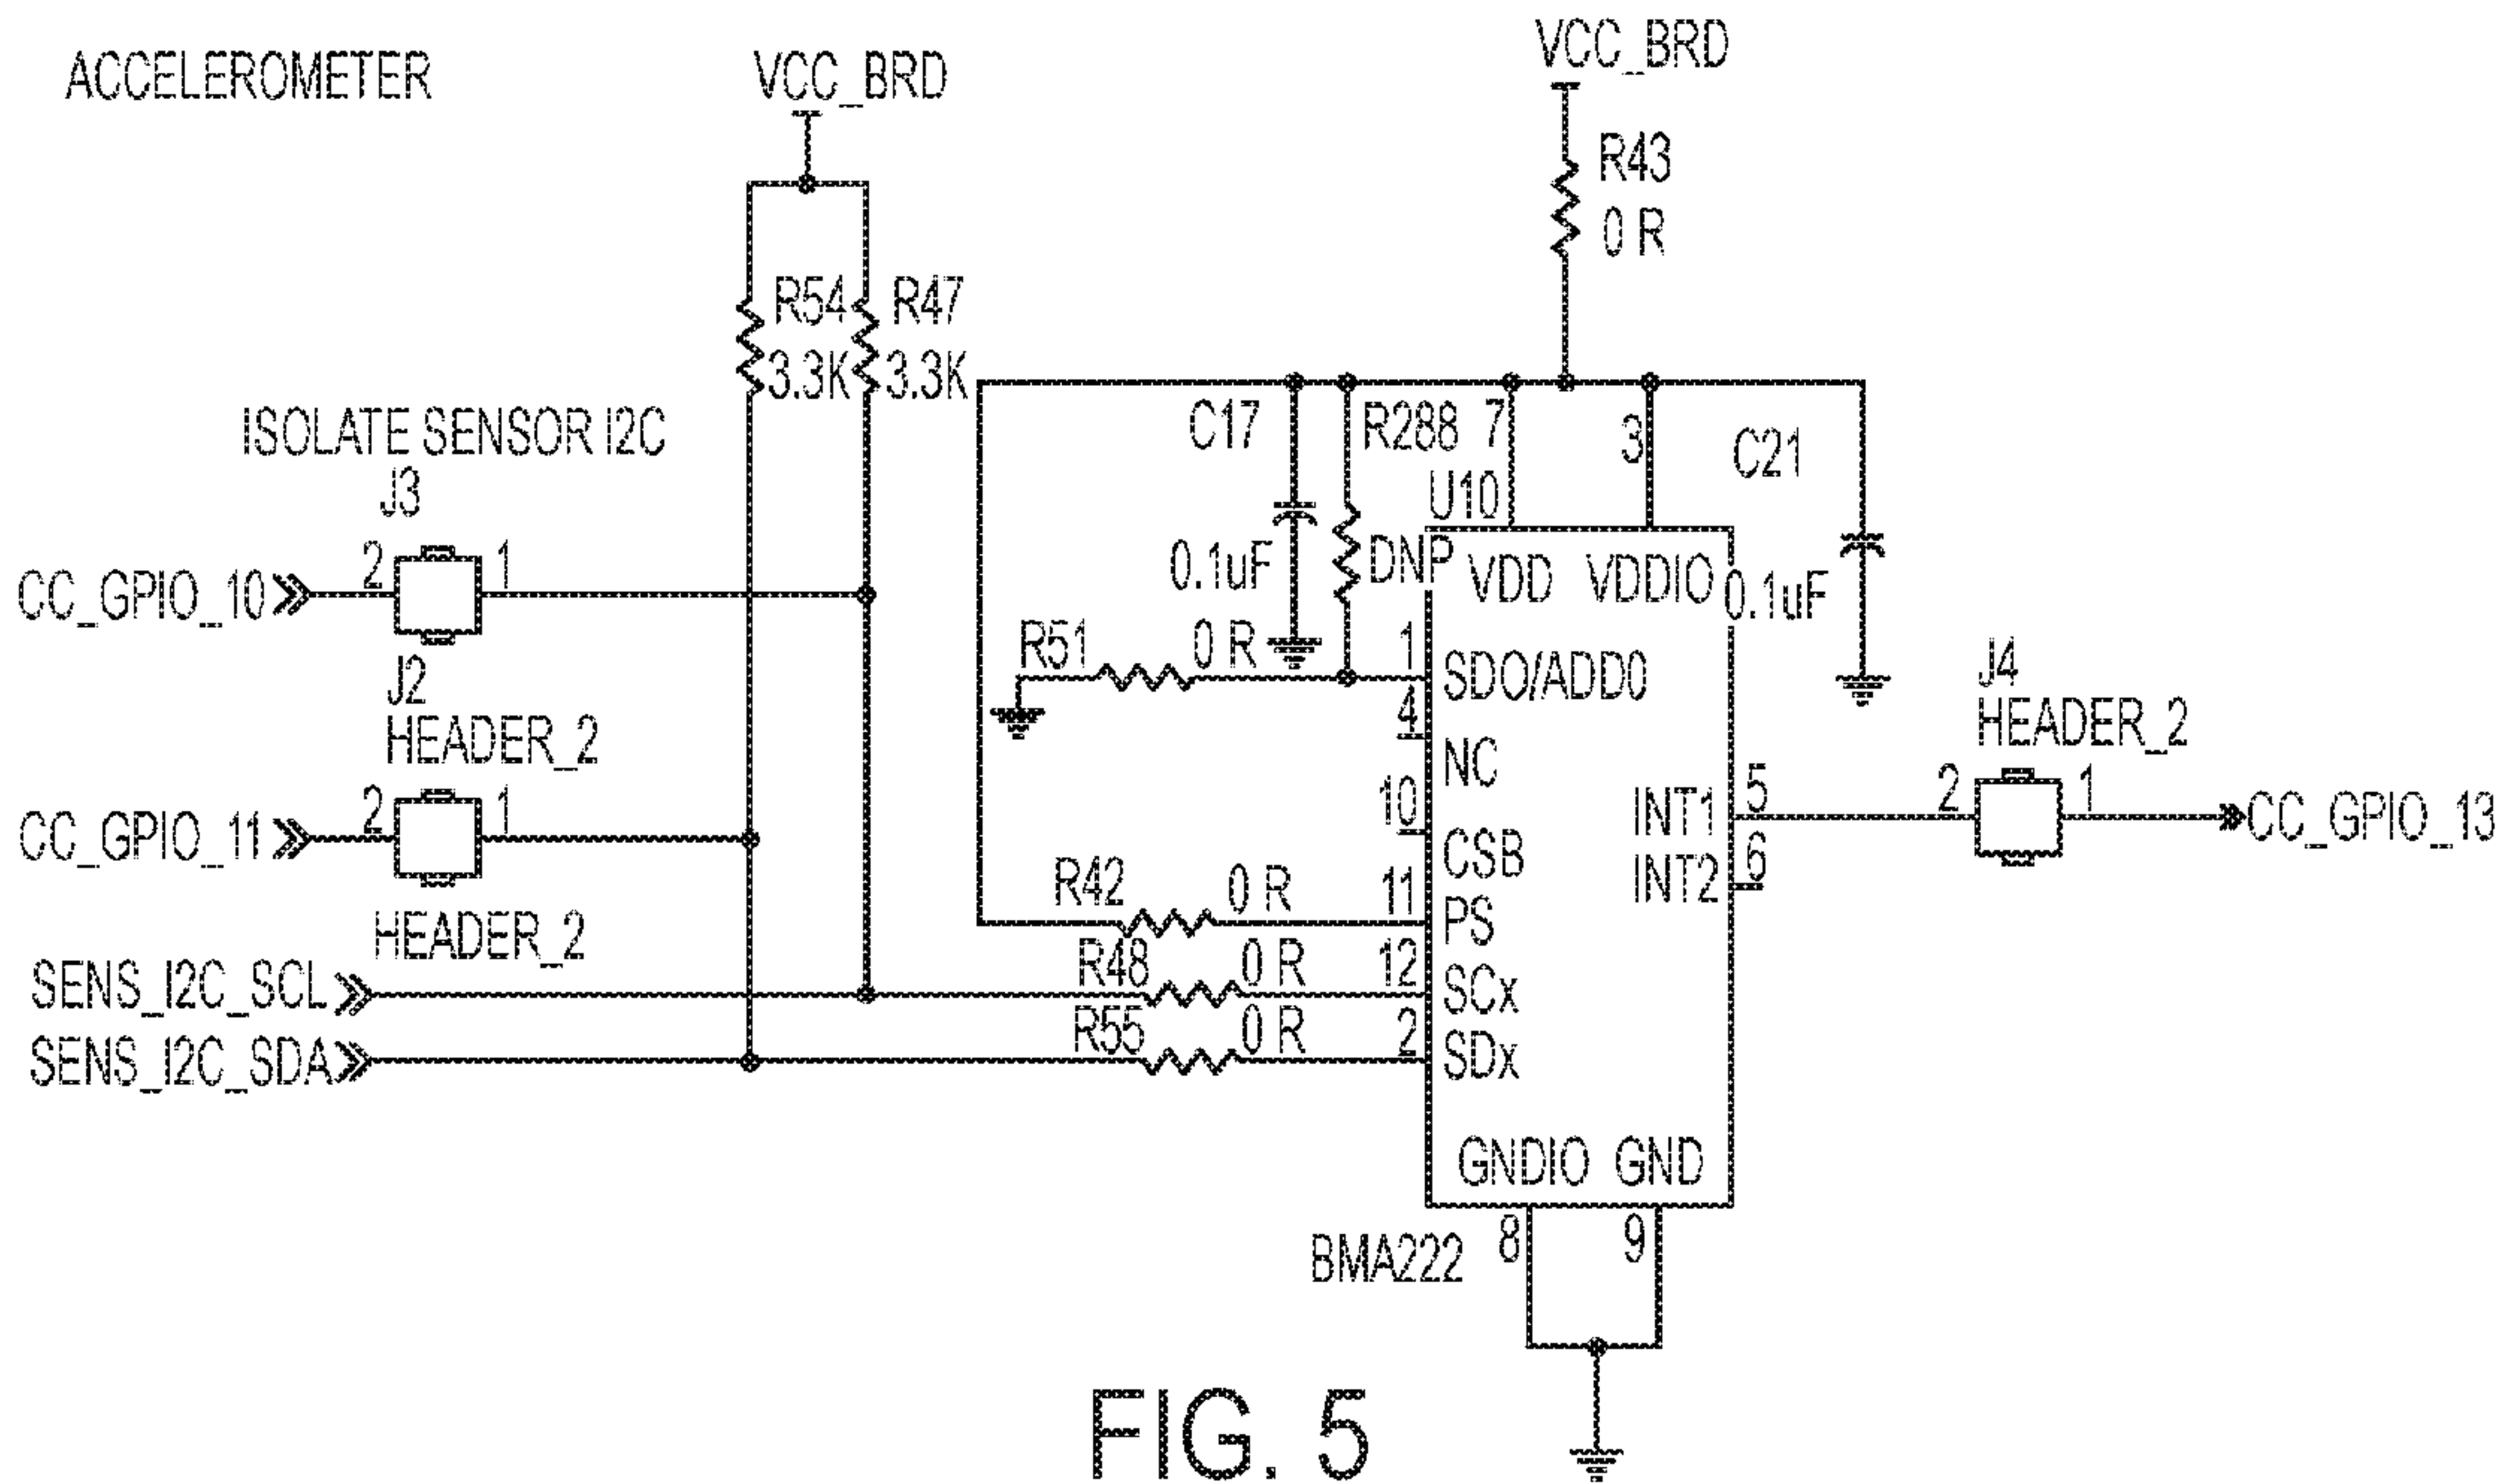 ACCELEROMETER
VCC_BRD
VCC_BRD
R43
0 R
R54
3.3K
R47
3.3K
ISOLATE SENSOR I2C
J3
CC_GPIO_10
2
1
J2
HEADER_2
CC_GPIO_11
2
1
HEADER_2
SENS_I2C_SCL
SENS_I2C_SDA
C17
0.1uF
R288
DNP
7
3
U10
C21
0.1uF
VDD VDDIO
R51
0 R
1
SDO/ADD0
4
NC
10
CSB
R42
0 R
11
PS
R48
0 R
12
SCx
R55
0 R
2
SDx
INT1
5
INT2
6
J4
HEADER_2
2
1
CC_GPIO_13
GNDIO GND
BMA222
8
9
FIG. 5